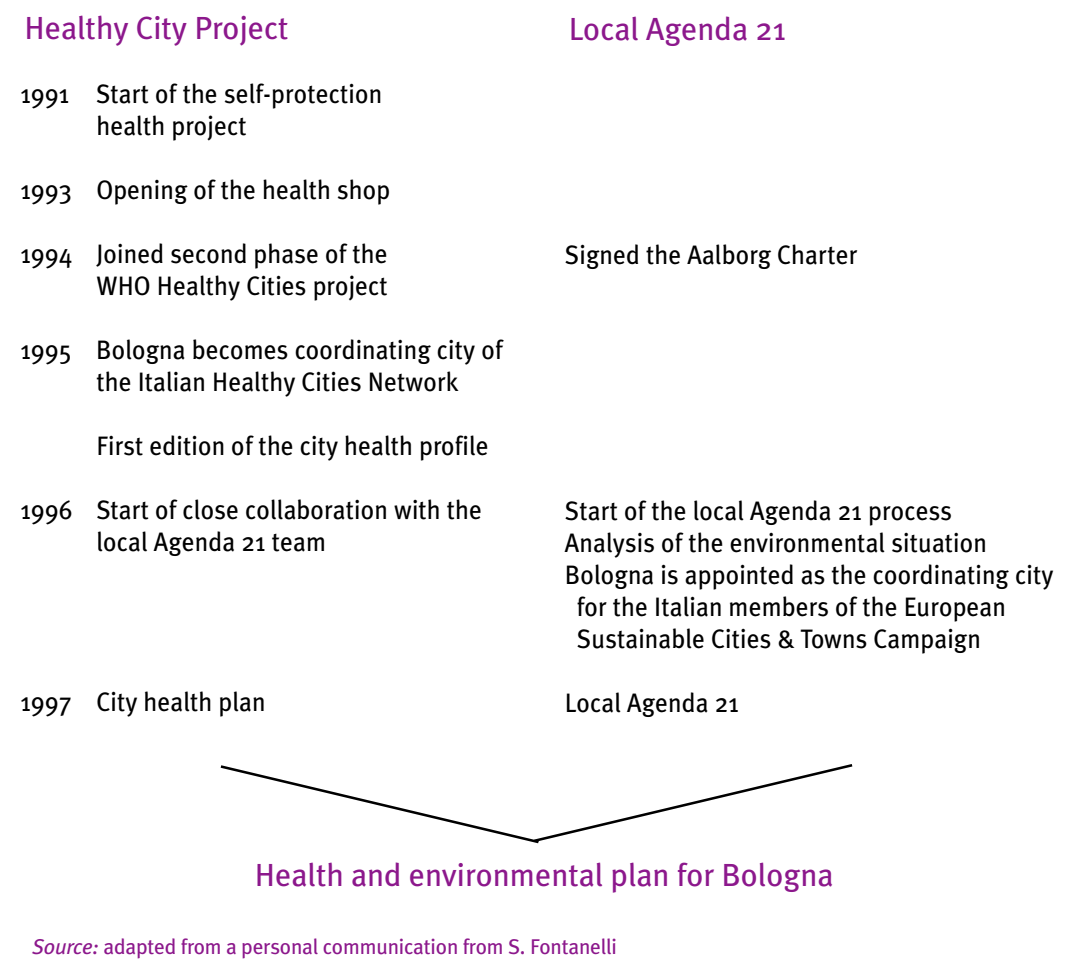 Healthy City Project
Local Agenda 21
1991 Start of the self-protection
health project
1993 Opening of the health shop
1994 Joined second phase of the
WHO Healthy Cities project
Signed the Aalborg Charter
1995 Bologna becomes coordinating city of
the Italian Healthy Cities Network
First edition of the city health profile
1996 Start of close collaboration with the
local Agenda 21 team
Start of the local Agenda 21 process
Analysis of the environmental situation
Bologna is appointed as the coordinating city
for the Italian members of the European
Sustainable Cities & Towns Campaign
1997 City health plan
Local Agenda 21
Health and environmental plan for Bologna
Source: adapted from a personal communication from S. Fontanelli